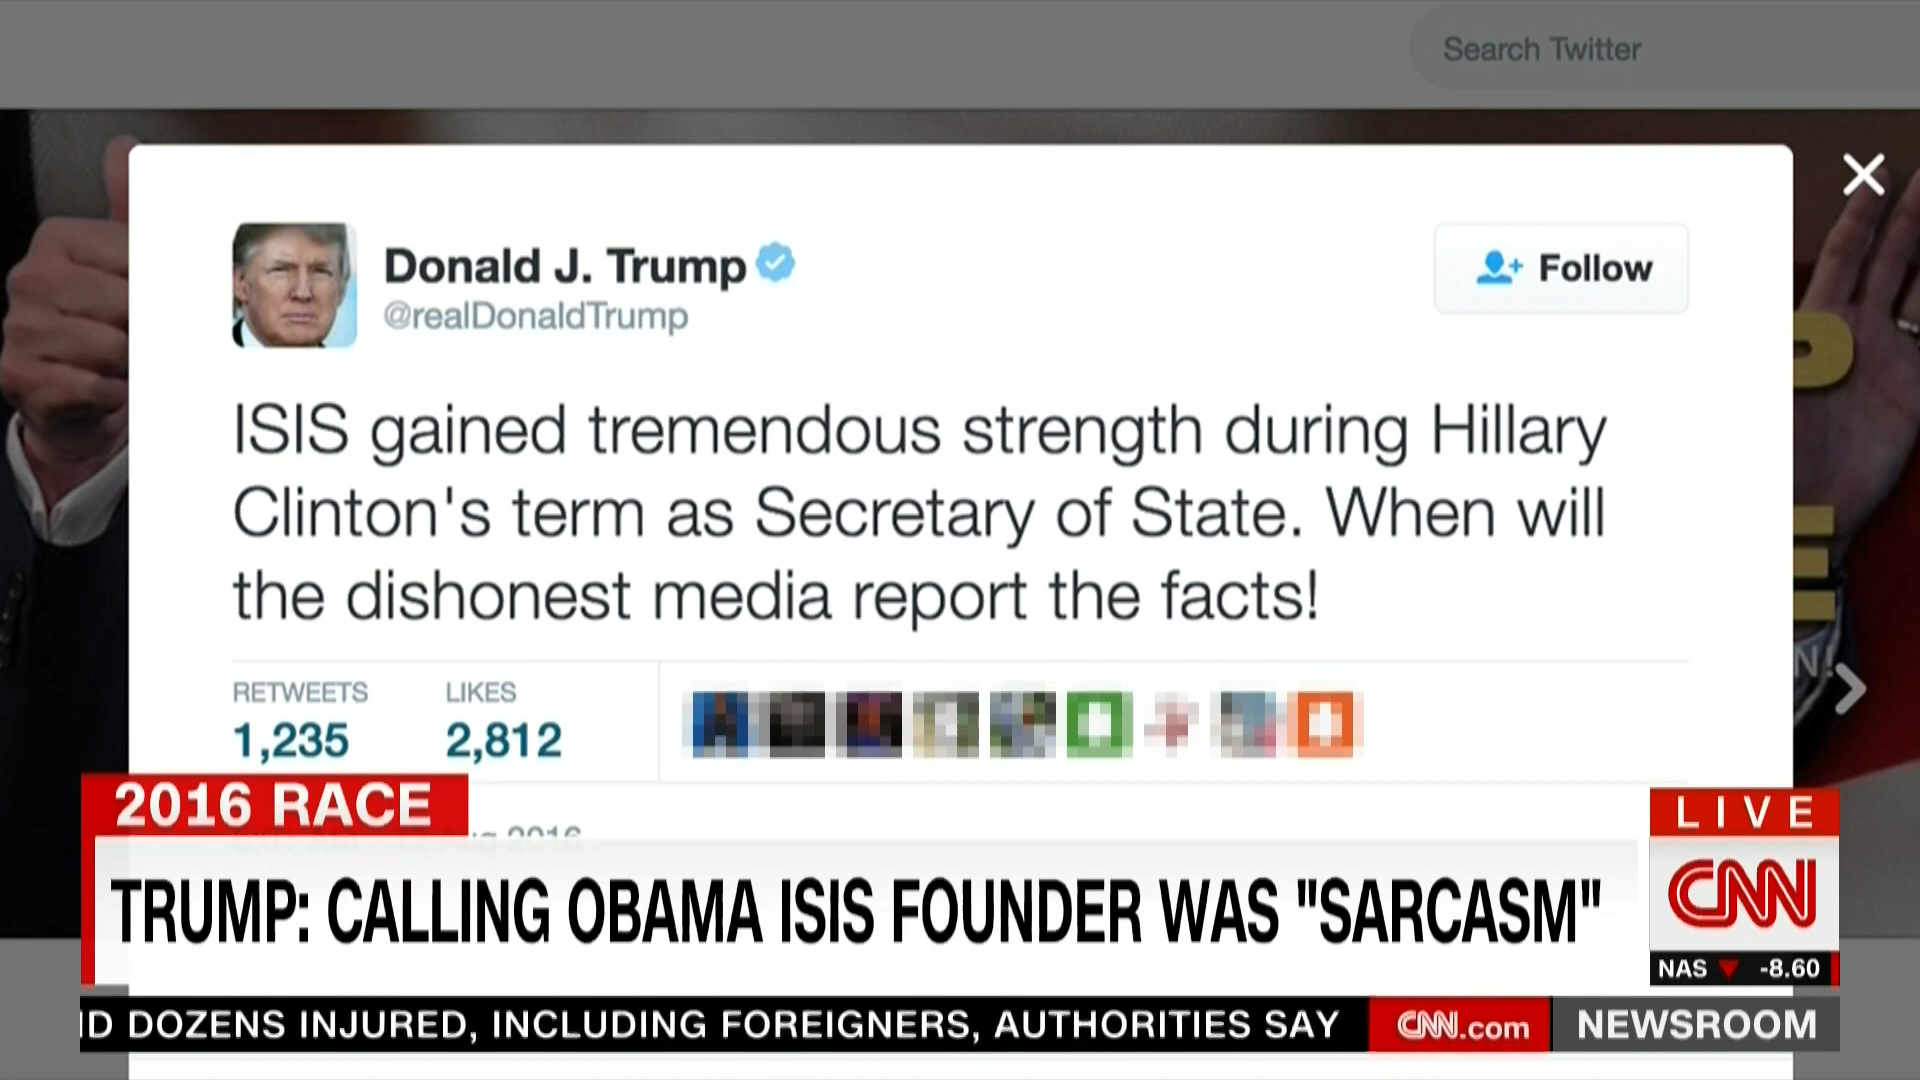 Search Twitter
Donald J. Trump
@realDonaldTrump
Follow
ISIS gained tremendous strength during Hillary
Clinton's term as Secretary of State. When will
the dishonest media report the facts!
RETWEETS
LIKES
1,235
2,812
2016 RACE
2016
TRUMP: CALLING OBAMA ISIS FOUNDER WAS "SARCASM"
LIVE
CNN
NAS ▼ -8.60
DOZENS INJURED, INCLUDING FOREIGNERS, AUTHORITIES SAY
CNN.com
NEWSROOM